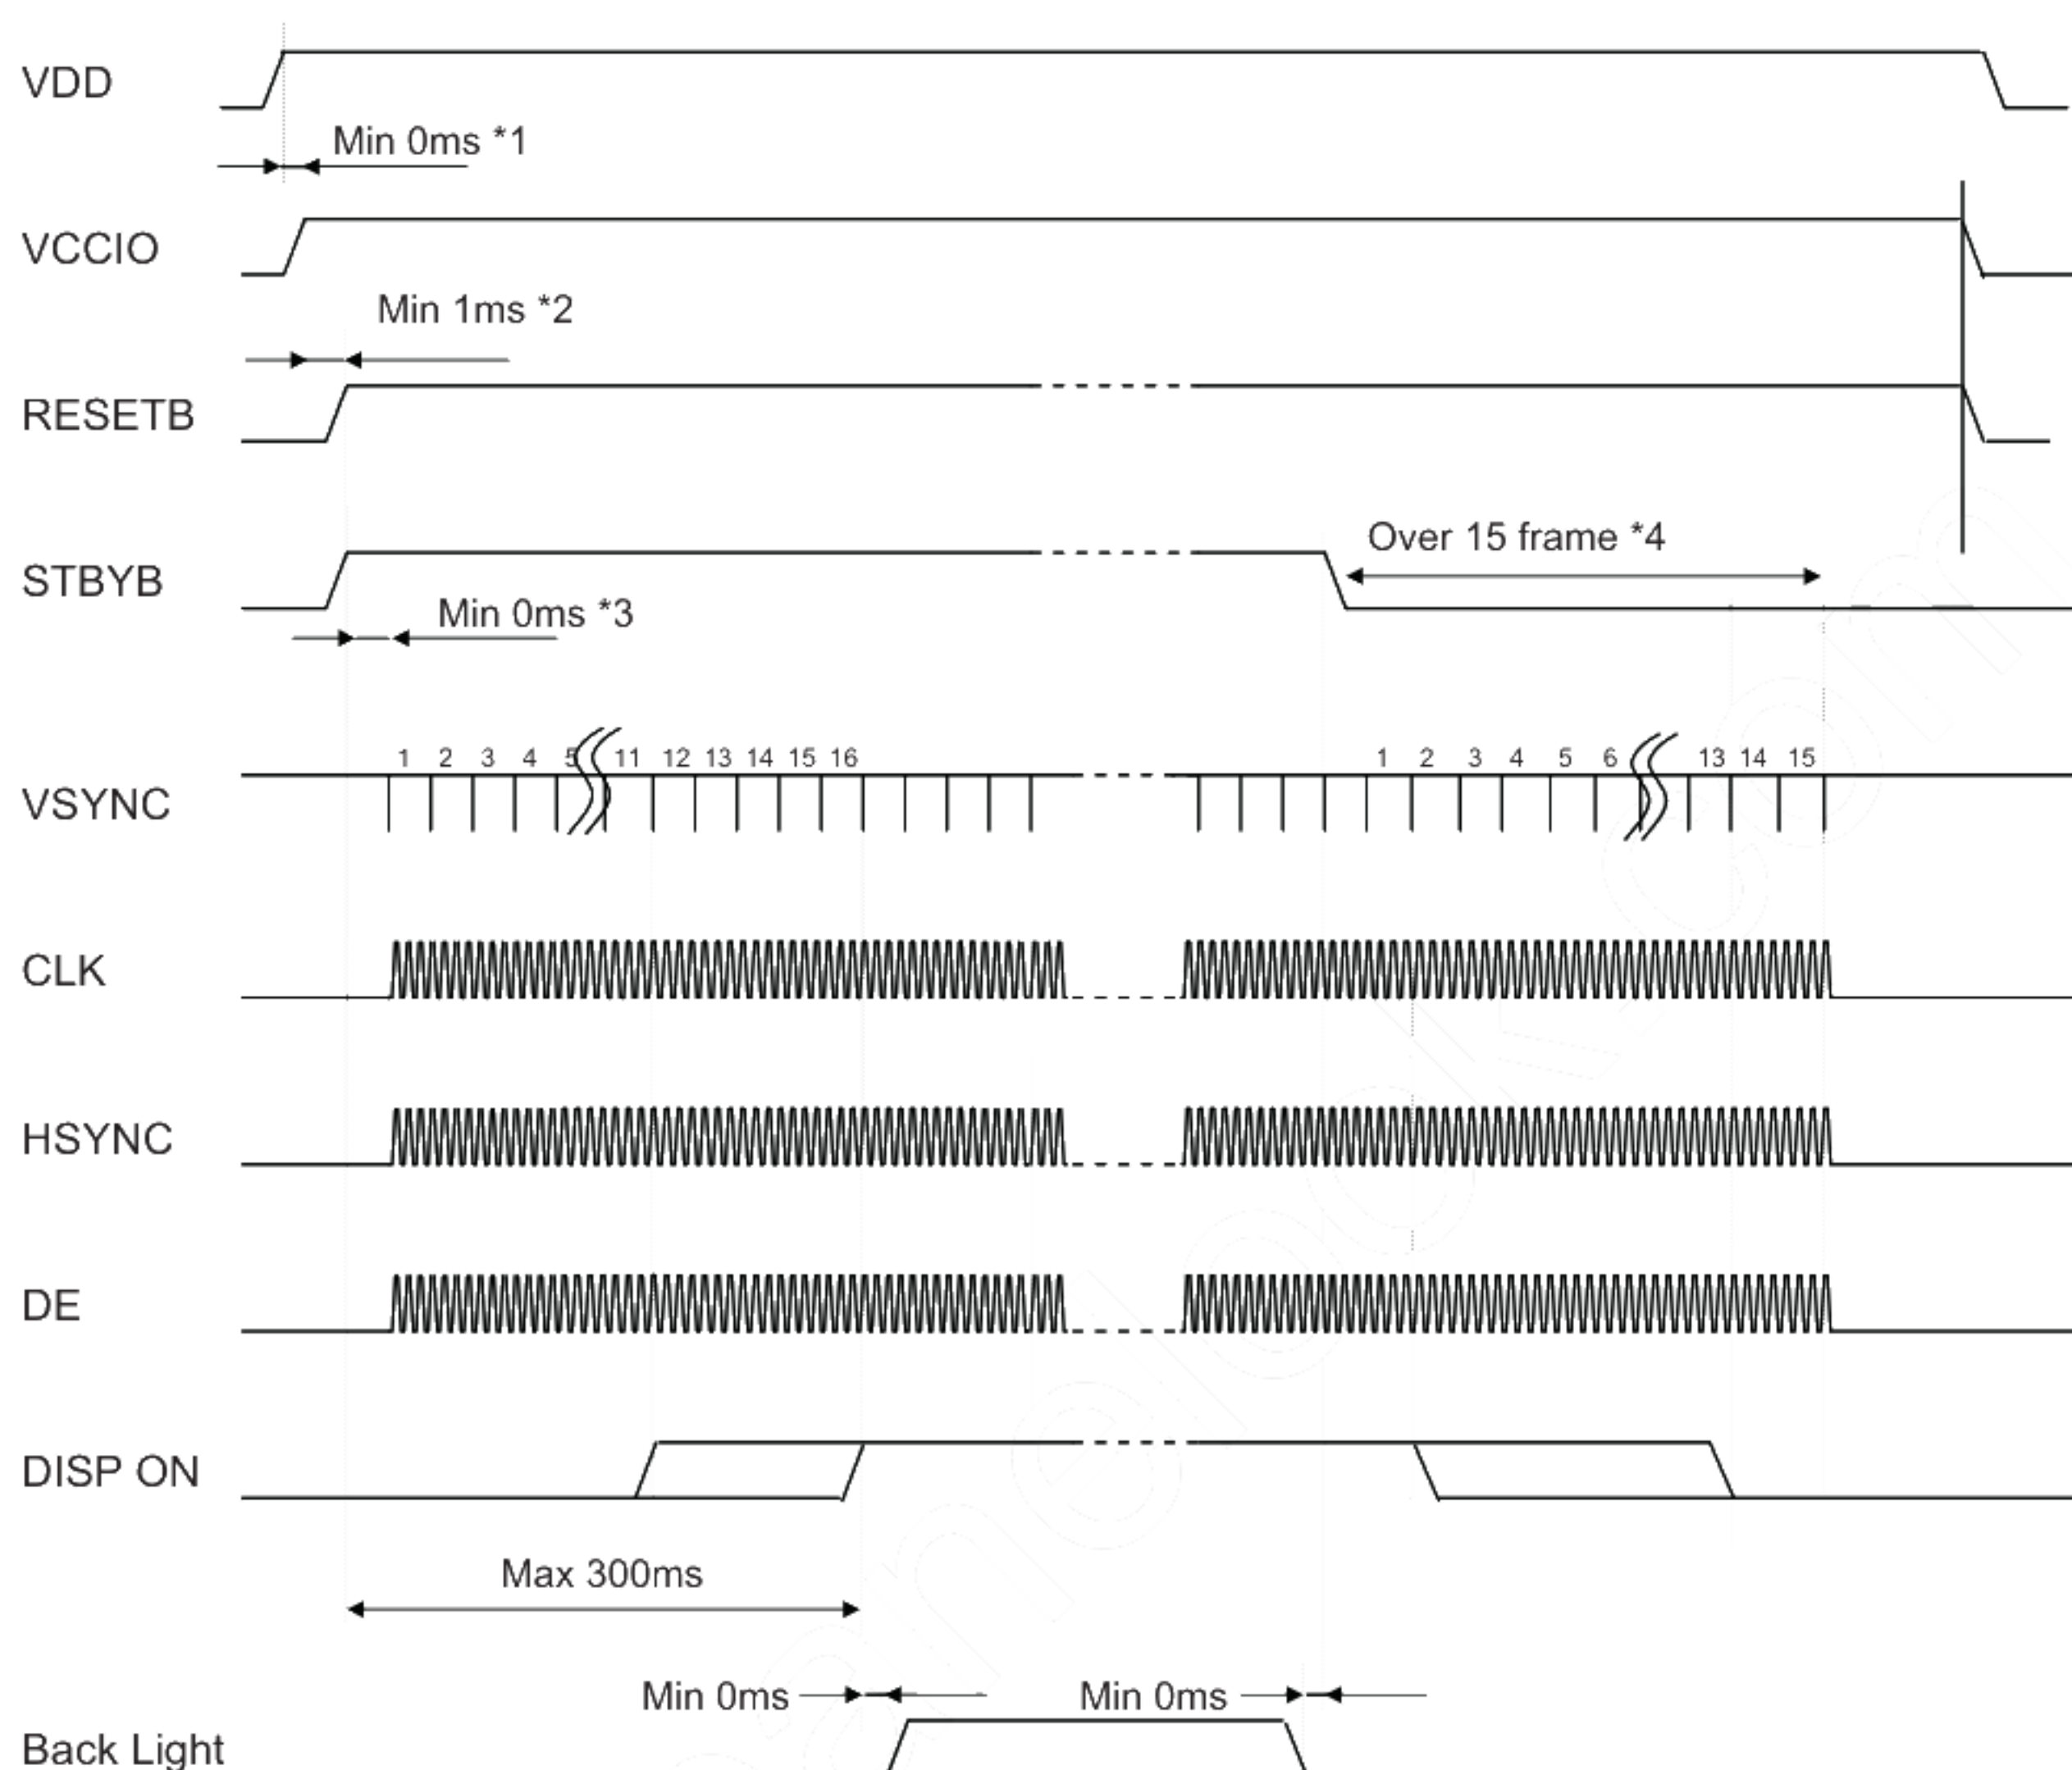 VDD
Min 0ms *1
VCCIO
Min 1ms *2
RESETB
Over 15 frame *4
STBYB
Min 0ms *3
1 2 3 4 5 11 12 13 14 15 16 1 2 3 4 5 6 13 14 15
VSYNC
CLK
HSYNC
DE
DISP ON
Max 300ms
Min 0ms Min 0ms
Back Light